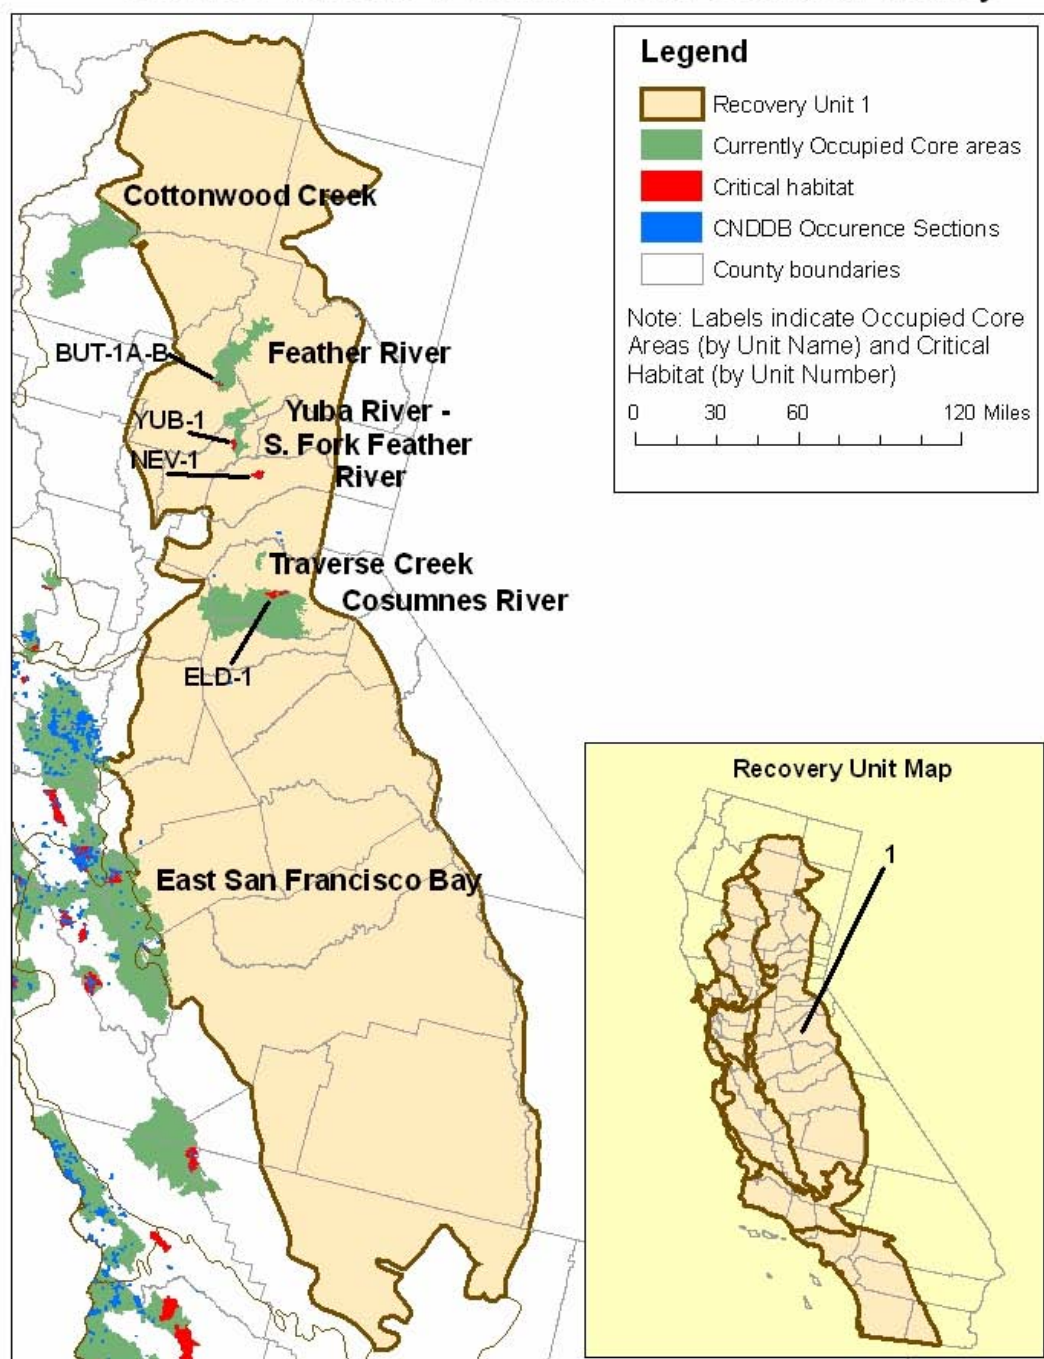 Legend
Recovery Unit 1
Currently Occupied Core areas
Critical habitat
CNDDB Occurence Sections
County boundaries
Note: Labels indicate Occupied Core
Areas (by Unit Name) and Critical
Habitat (by Unit Number)
0 30 60 120 Miles
Cottonwood Creek
BUT-1A-B
Feather River
YUB-1
Yuba River -
S. Fork Feather
River
NEV-1
Traverse Creek
Cosumnes River
ELD-1
East San Francisco Bay
Recovery Unit Map
1